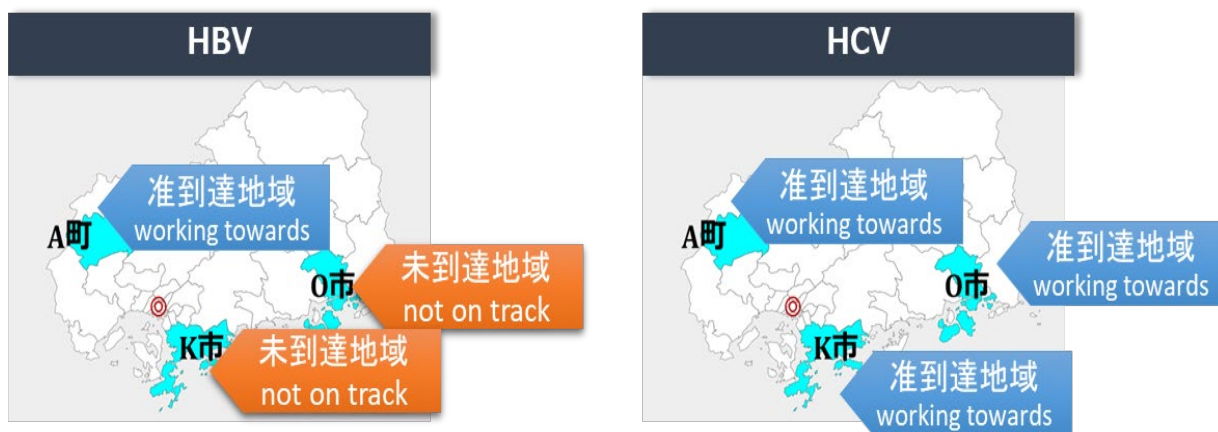 HBV
准到達地域
working towards
A町
O市
未到達地域
not on track
K市
未到達地域
not on track
HCV
准到達地域
working towards
A町
O市
准到達地域
working towards
K市
准到達地域
working towards